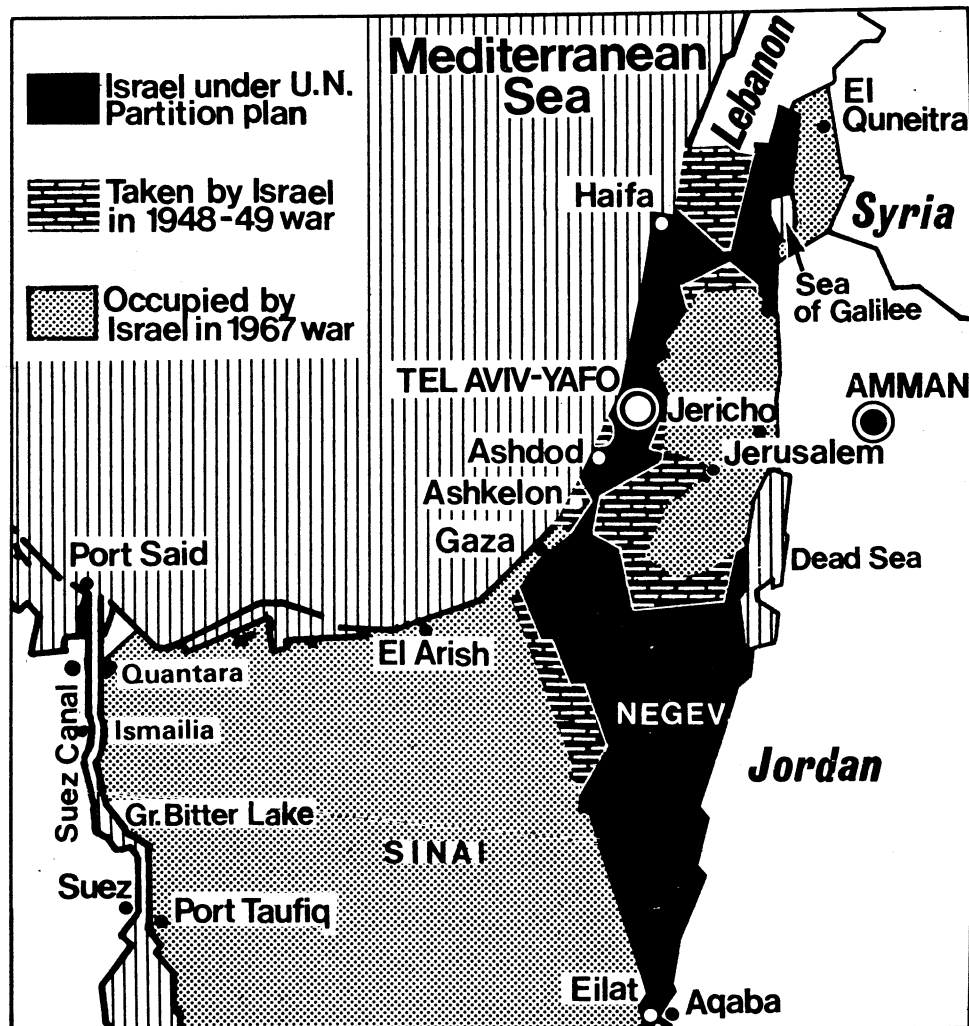 Mediterranean
Sea
Lebanon
Israel under U.N.
Partition plan
El
Quneitra
Taken by Israel
in 1948-49 war
Haifa
Syria
Sea
of Galilee
Occupied by
Israel in 1967 war
TEL AVIV-YAFO
AMMAN
Jericho
Ashdod
Jerusalem
Ashkelon
Gaza
Port Said
Dead Sea
El Arish
Quantara
NEGEV
Suez Canal
Ismailia
Jordan
Gr. Bitter Lake
SINAI
Suez
Port Taufiq
Eilat
Aqaba